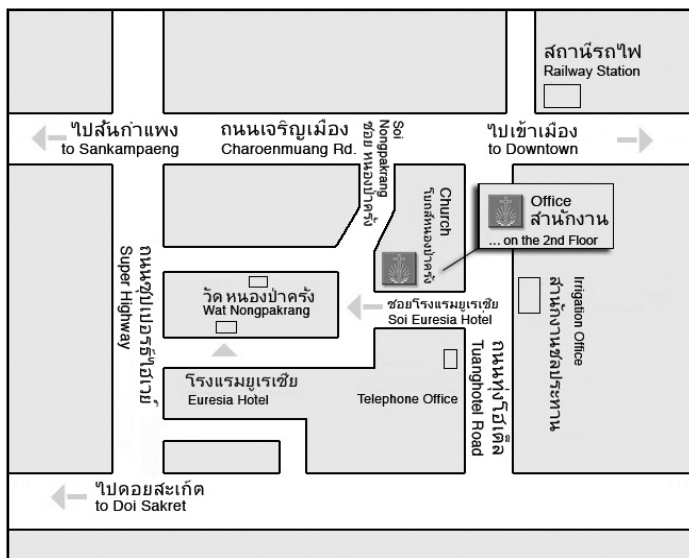 สถานีรถไฟ
Railway Station
ไปสันกำแพง
to Sankampaeng
ถนนเจริญเมือง
Charoenmuang Rd.
Soi
Nongpakrang
ซอย หนองป่าครั่ง
ไปเข้าเมือง
to Downtown
Church
โบถส์หนองป่าครั่ง
Office
สำนักงาน
... on the 2nd Floor
ถนนซุปเปอรร์ไฮเวย์
Super Highway
วัด หนองป่าครั่ง
Wat Nongpakrang
ซอยโรงแรมยูเรเซีย
Soi Euresia Hotel
Irrigation Office
สำนักงานชลประทาน
โรงแรมยูเรเซีย
Euresia Hotel
Telephone Office
ถนนทุ่งโฮเต็ล
Tuanghotel Road
ไปดอยสะเก็ต
to Doi Sakret